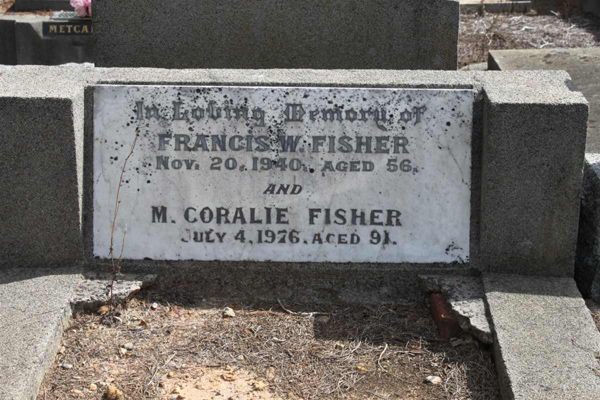 METCAL
In Loving Memory of
FRANCIS W. FISHER
NOV. 20. 1940. AGED 56.
AND
M. CORALIE FISHER
JULY 4, 1976. AGED 91.